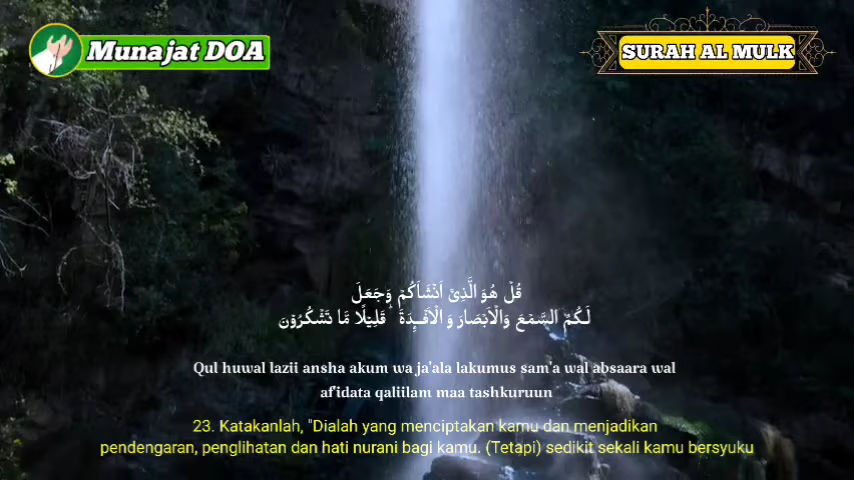 Munajat DOA
SURAH AL MULK
قُلْ هُوَ الَّذِيْٓ اَنْشَاَكُمْ وَجَعَلَ
لَكُمُ السَّمْعَ وَالْاَبْصَارَ وَالْاَفْـِٕدَةَ ۗ قَلِيْلًا مَّا تَشْكُرُوْنَ
Qul huwal lazii ansha akum wa ja'ala lakumus sam'a wal absaara wal
af'idata qaliilam maa tashkuruun
23. Katakanlah, "Dialah yang menciptakan kamu dan menjadikan
pendengaran, penglihatan dan hati nurani bagi kamu. (Tetapi) sedikit sekali kamu bersyuku